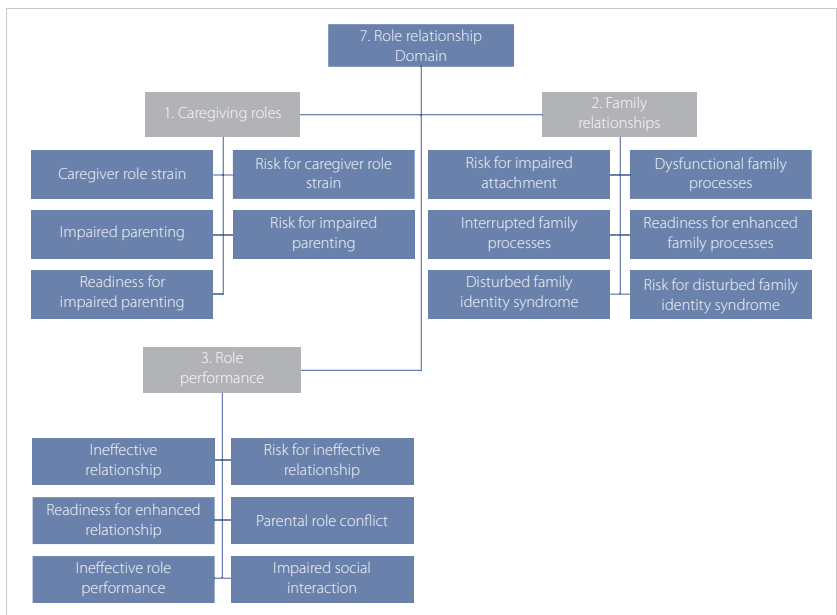 7. Role relationship
Domain
1. Caregiving roles
2. Family
relationships
Caregiver role strain
Risk for caregiver role
strain
Impaired parenting
Risk for impaired
parenting
Readiness for
impaired parenting
Risk for impaired
attachment
Dysfunctional family
processes
Interrupted family
processes
Readiness for enhanced
family processes
Disturbed family
identity syndrome
Risk for disturbed family
identity syndrome
3. Role
performance
Ineffective
relationship
Risk for ineffective
relationship
Readiness for enhanced
relationship
Parental role conflict
Ineffective role
performance
Impaired social
interaction